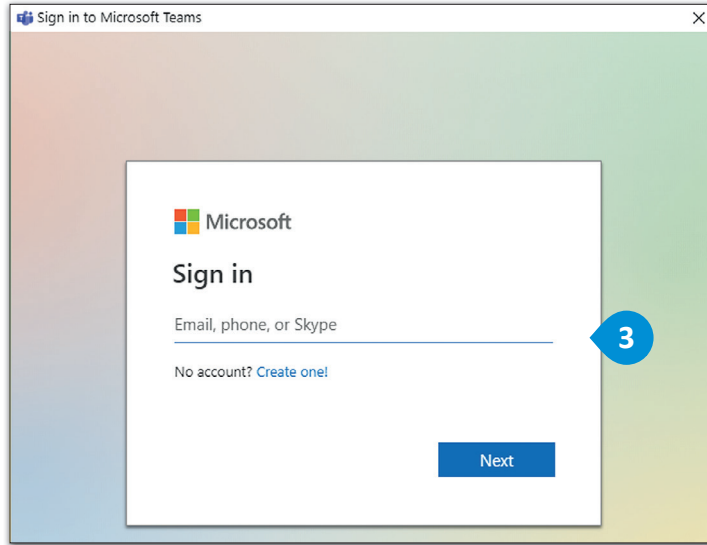 Sign in to Microsoft Teams
Microsoft
Sign in
Email, phone, or Skype
3
No account? Create one!
Next